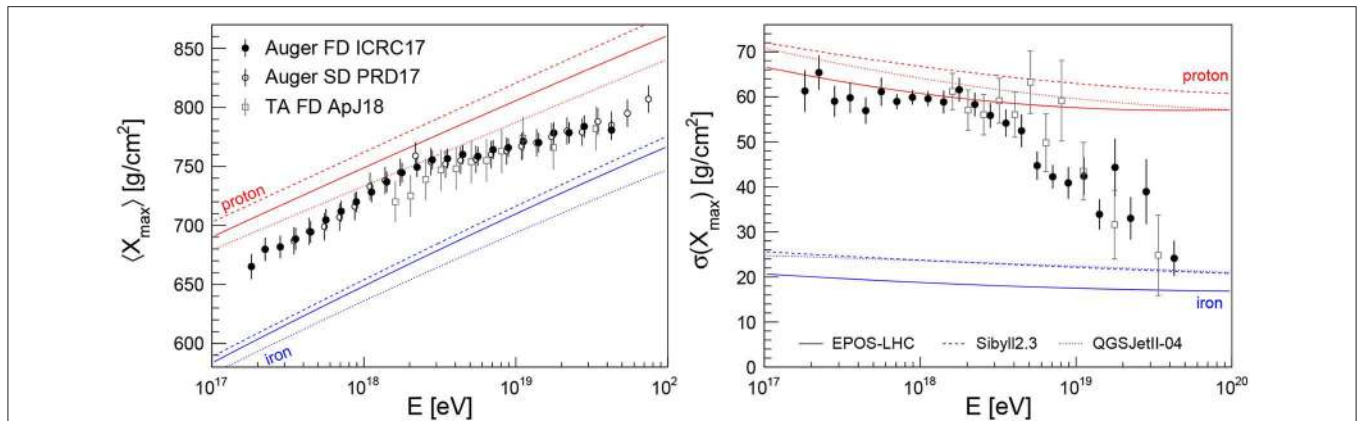 850
800
750
700
650
600
⟨X_max⟩ [g/cm²]
Auger FD ICRC17
Auger SD PRD17
TA FD ApJ18
proton
iron
10^17
10^18
10^19
10^2
E [eV]
70
60
50
40
30
20
10
0
σ(X_max) [g/cm²]
proton
iron
EPOS-LHC
Sibyll2.3
QGSJetII-04
10^17
10^18
10^19
10^20
E [eV]